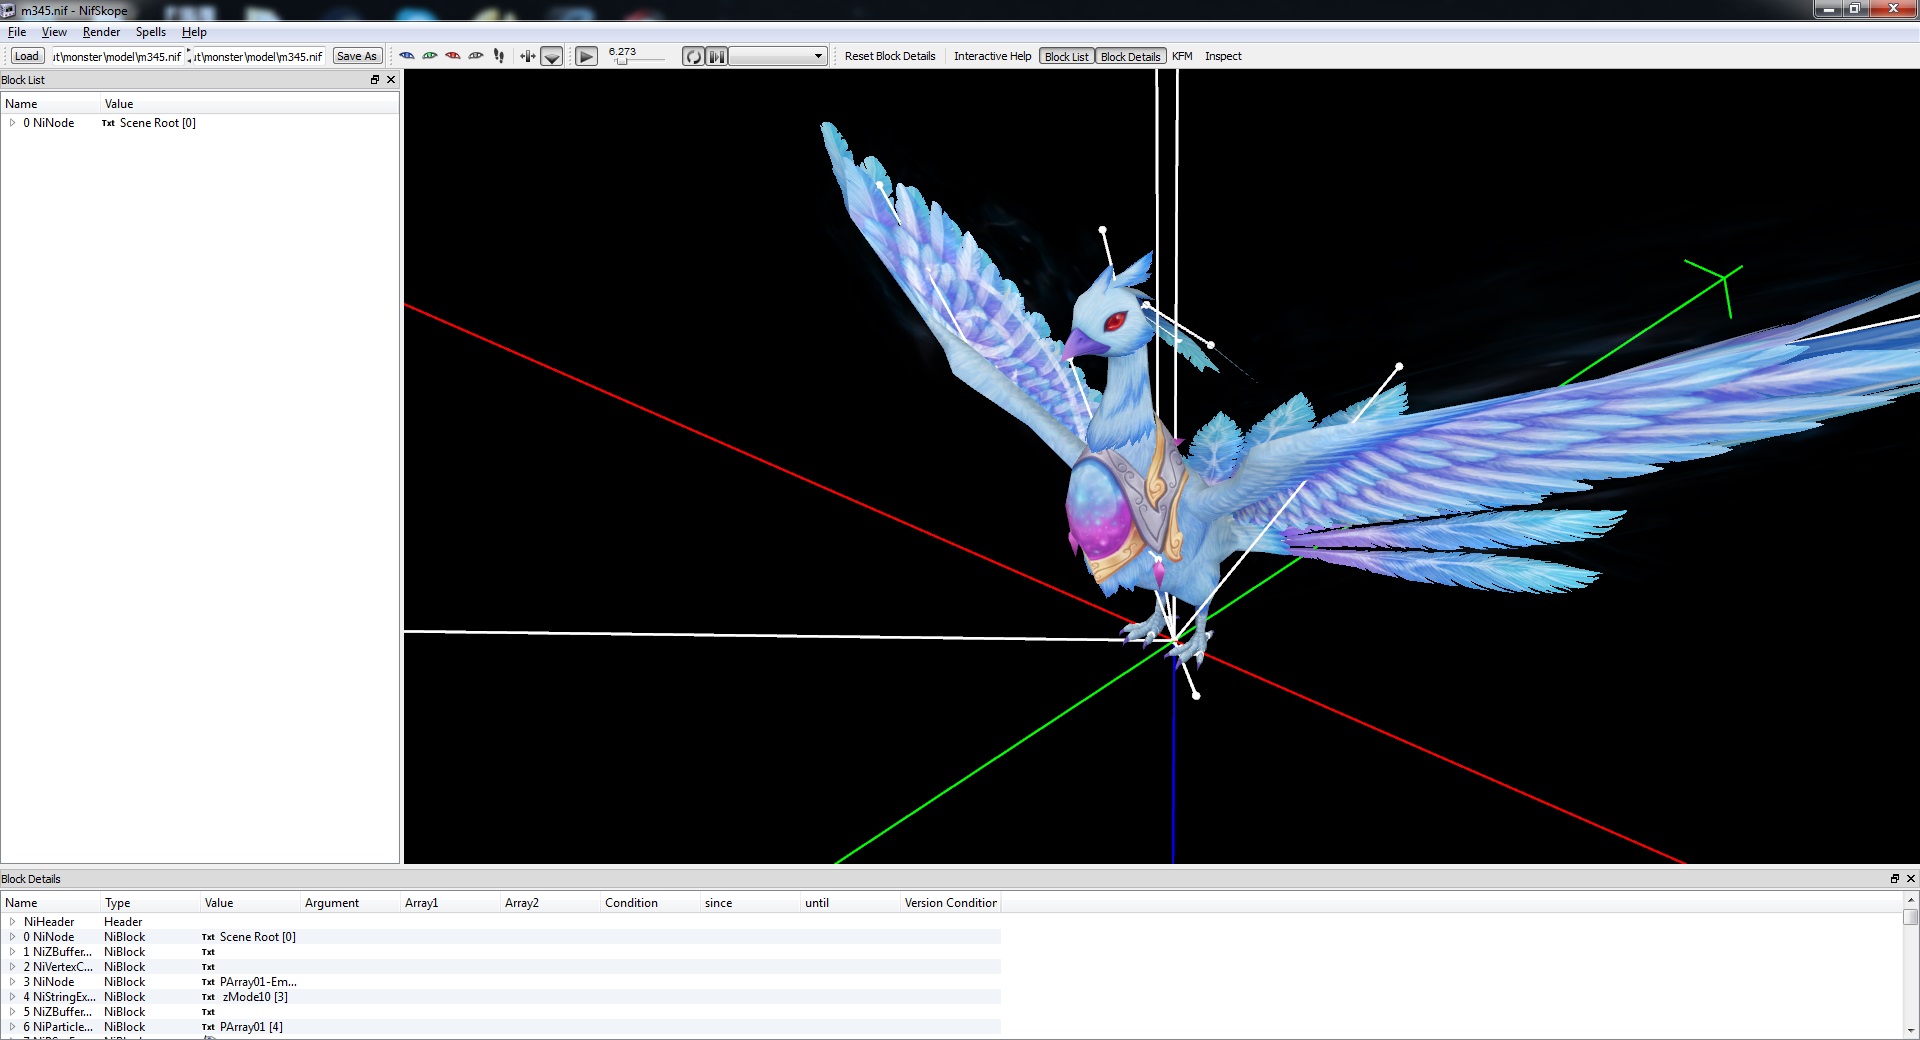 m345.nif - NifSkope
File View Render Spells Help
Load ut\monster\model\m345.nif ut\monster\model\m345.nif Save As 6.273 Reset Block Details Interactive Help Block List Block Details KFM Inspect
Block List
Name Value
0 NiNode Txt Scene Root [0]
Block Details
Name Type Value Argument Array1 Array2 Condition since until Version Condition
NiHeader Header
0 NiNode NiBlock Txt Scene Root [0]
1 NiZBuffer... NiBlock Txt
2 NiVertexC... NiBlock Txt
3 NiNode NiBlock Txt PArray01-Em...
4 NiStringEx... NiBlock Txt zMode10 [3]
5 NiZBuffer... NiBlock Txt
6 NiParticle... NiBlock Txt PArray01 [4]